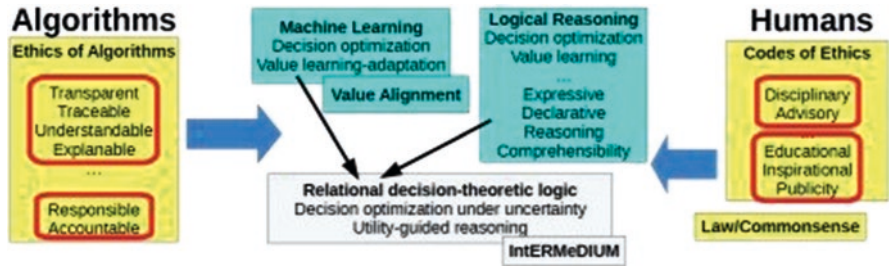 Algorithms
Ethics of Algorithms
Transparent
Traceable
Understandable
Explanable
...
Responsible
Accountable
Machine Learning
Decision optimization
Value learning-adaptation
Value Alignment
Logical Reasoning
Decision optimization
Value learning
...
Expressive
Declarative
Reasoning
Comprehensibility
Relational decision-theoretic logic
Decision optimization under uncertainty
Utility-guided reasoning
IntERMeDIUM
Humans
Codes of Ethics
Disciplinary
Advisory
...
Educational
Inspirational
Publicity
Law/Commonsense